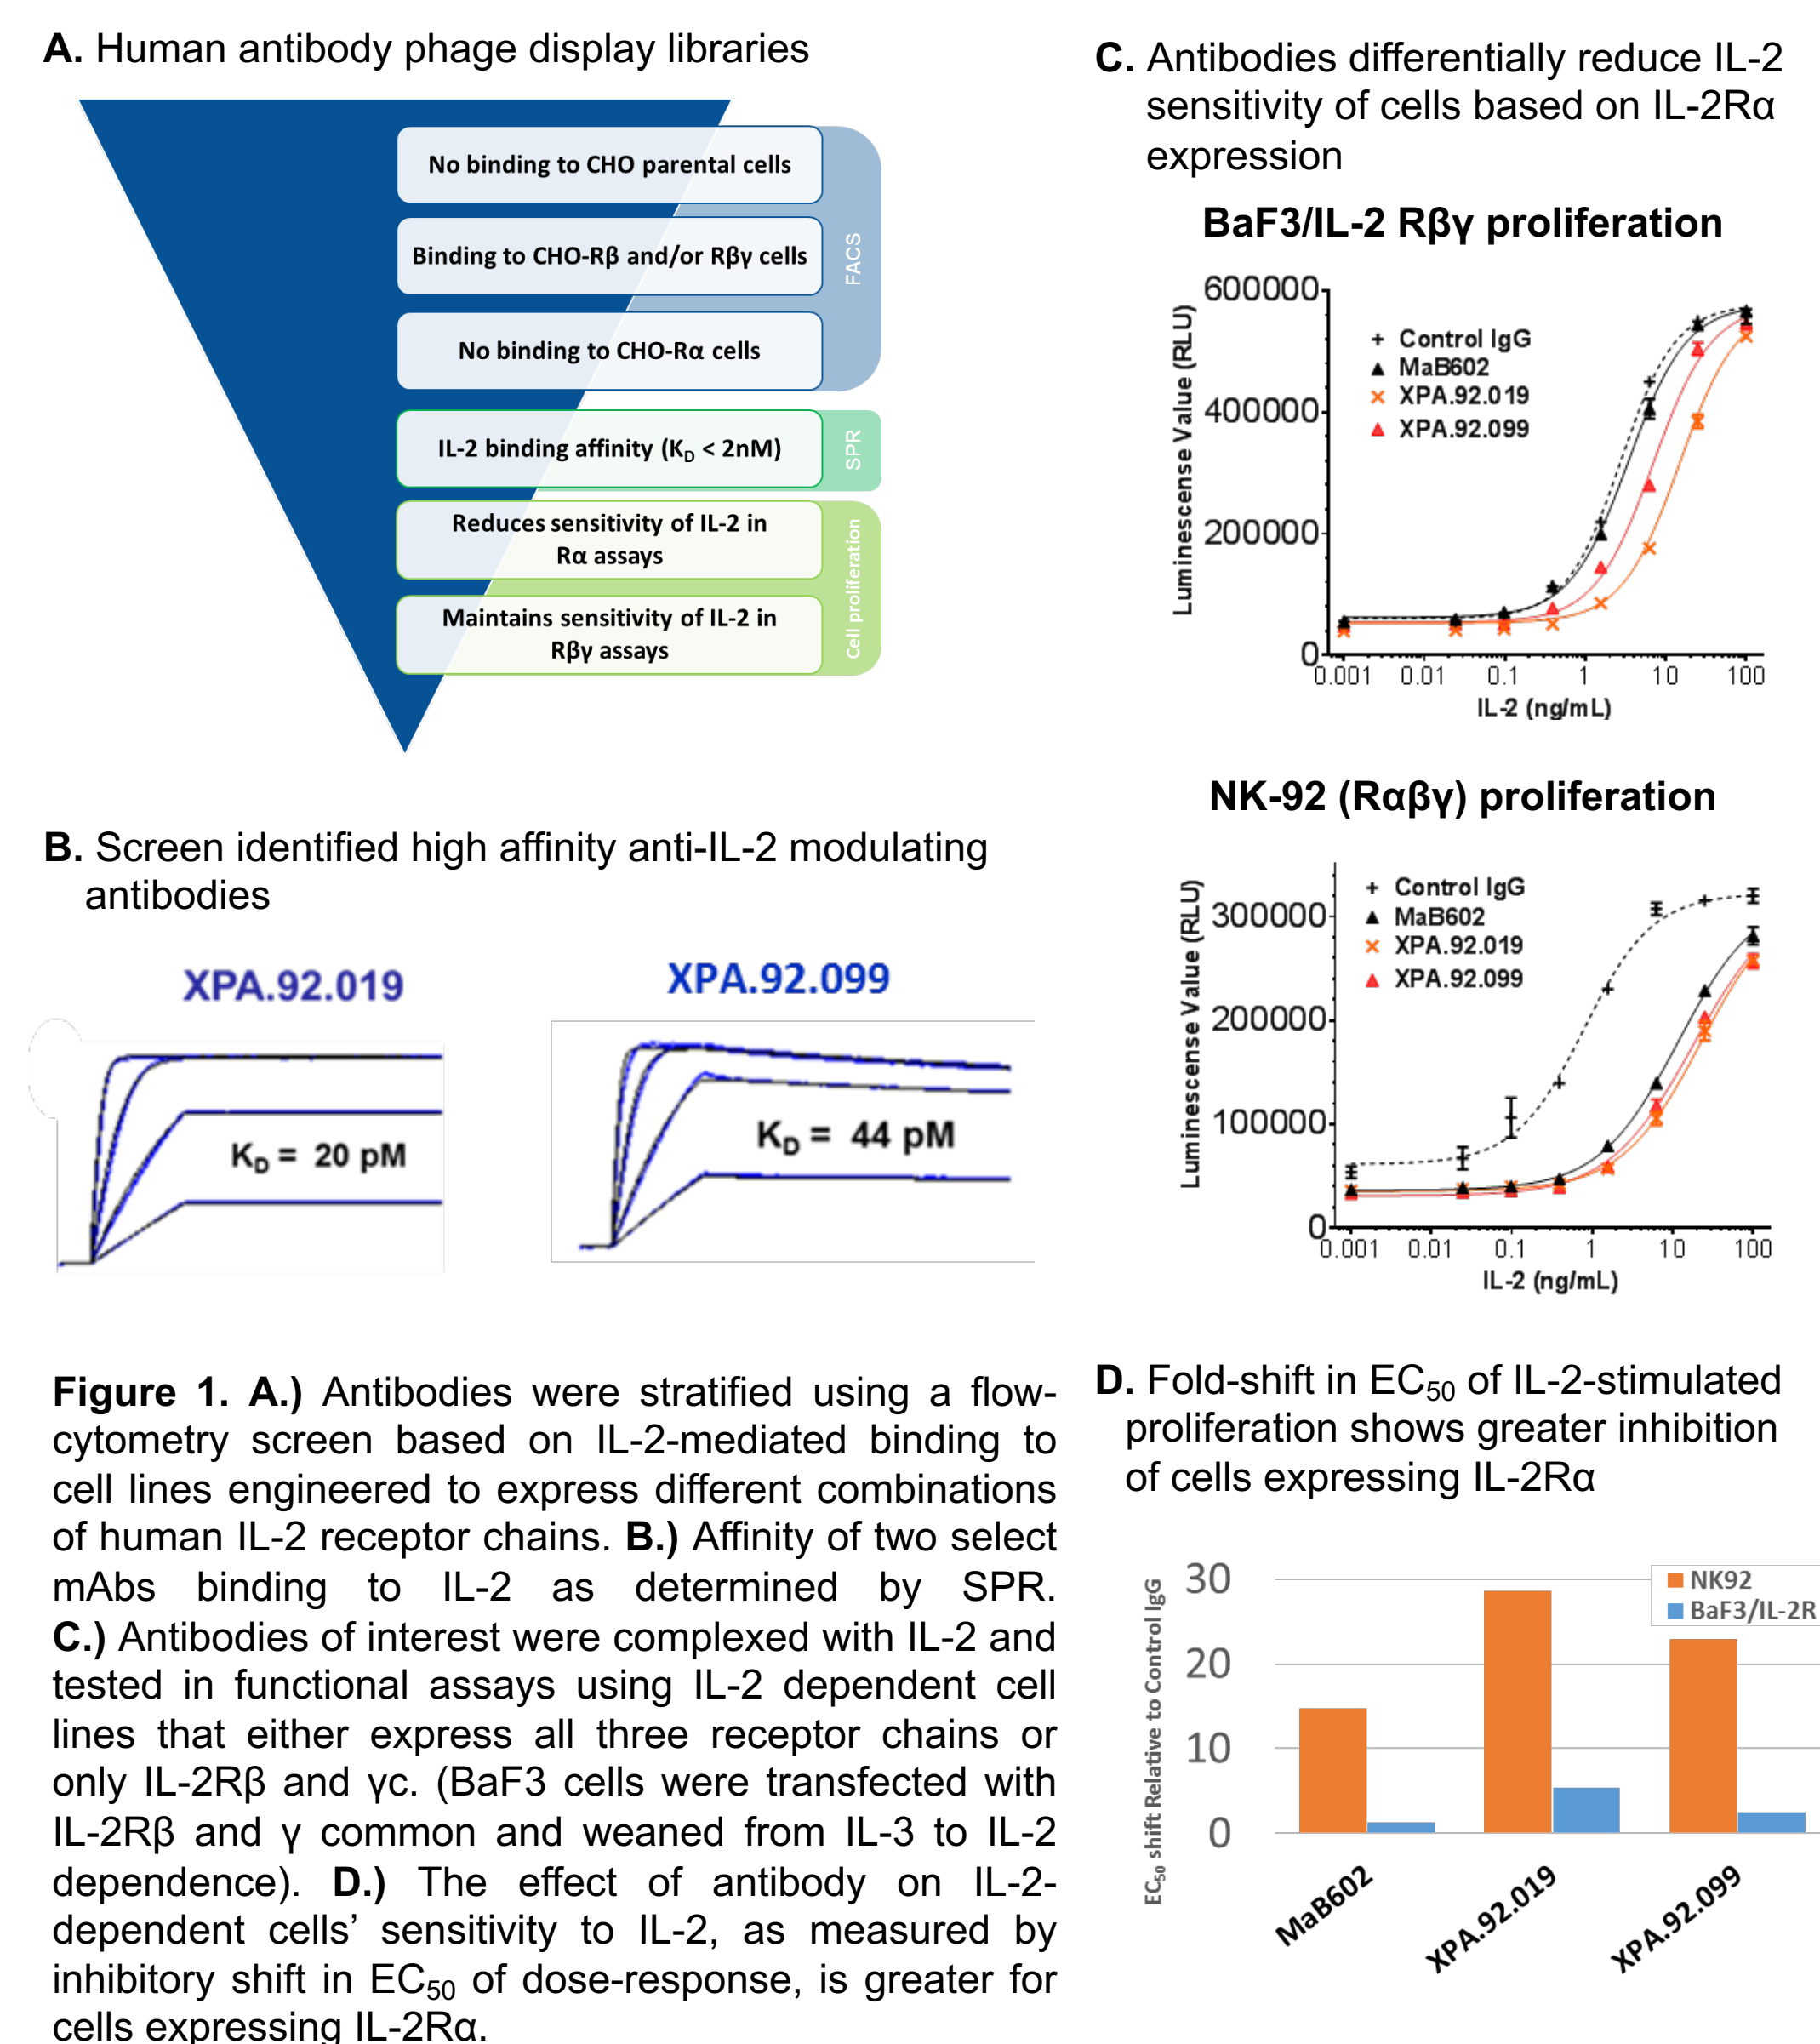 A. Human antibody phage display libraries
No binding to CHO parental cells
Binding to CHO-Rβ and/or Rβγ cells
No binding to CHO-Rα cells
FACS
IL-2 binding affinity (KD < 2nM)
SPR
Reduces sensitivity of IL-2 in
Rα assays
Maintains sensitivity of IL-2 in
Rβγ assays
Cell proliferation
B. Screen identified high affinity anti-IL-2 modulating
antibodies
XPA.92.019
KD = 20 pM
XPA.92.099
KD = 44 pM
Figure 1. A.) Antibodies were stratified using a flow-
cytometry screen based on IL-2-mediated binding to
cell lines engineered to express different combinations
of human IL-2 receptor chains. B.) Affinity of two select
mAbs binding to IL-2 as determined by SPR.
C.) Antibodies of interest were complexed with IL-2 and
tested in functional assays using IL-2 dependent cell
lines that either express all three receptor chains or
only IL-2Rβ and γc. (BaF3 cells were transfected with
IL-2Rβ and γ common and weaned from IL-3 to IL-2
dependence). D.) The effect of antibody on IL-2-
dependent cells’ sensitivity to IL-2, as measured by
inhibitory shift in EC50 of dose-response, is greater for
cells expressing IL-2Rα.
C. Antibodies differentially reduce IL-2
sensitivity of cells based on IL-2Rα
expression
BaF3/IL-2 Rβγ proliferation
Luminescence Value (RLU)
600000
400000
200000
0
Control IgG
MaB602
XPA.92.019
XPA.92.099
0.001 0.01 0.1 1 10 100
IL-2 (ng/mL)
NK-92 (Rαβγ) proliferation
Luminescence Value (RLU)
300000
200000
100000
0
Control IgG
MaB602
XPA.92.019
XPA.92.099
0.001 0.01 0.1 1 10 100
IL-2 (ng/mL)
D. Fold-shift in EC50 of IL-2-stimulated
proliferation shows greater inhibition
of cells expressing IL-2Rα
EC50 shift Relative to Control IgG
30
20
10
0
NK92
BaF3/IL-2R
MaB602
XPA.92.019
XPA.92.099